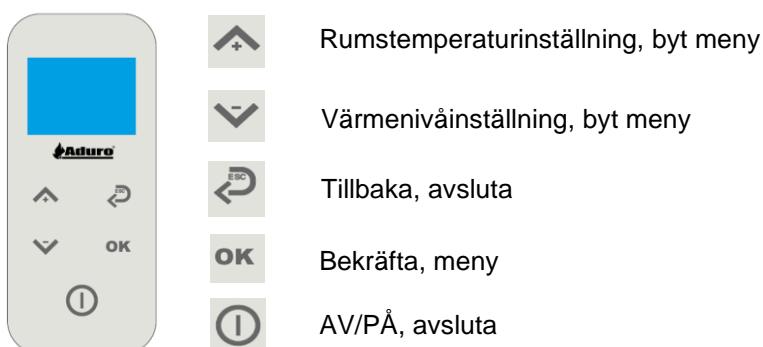 Aduro
ESC
OK
+
Rumstemperaturinställning, byt meny
-
Värmenivåinställning, byt meny
ESC
Tillbaka, avsluta
OK
Bekräfta, meny
AV/PÅ, avsluta